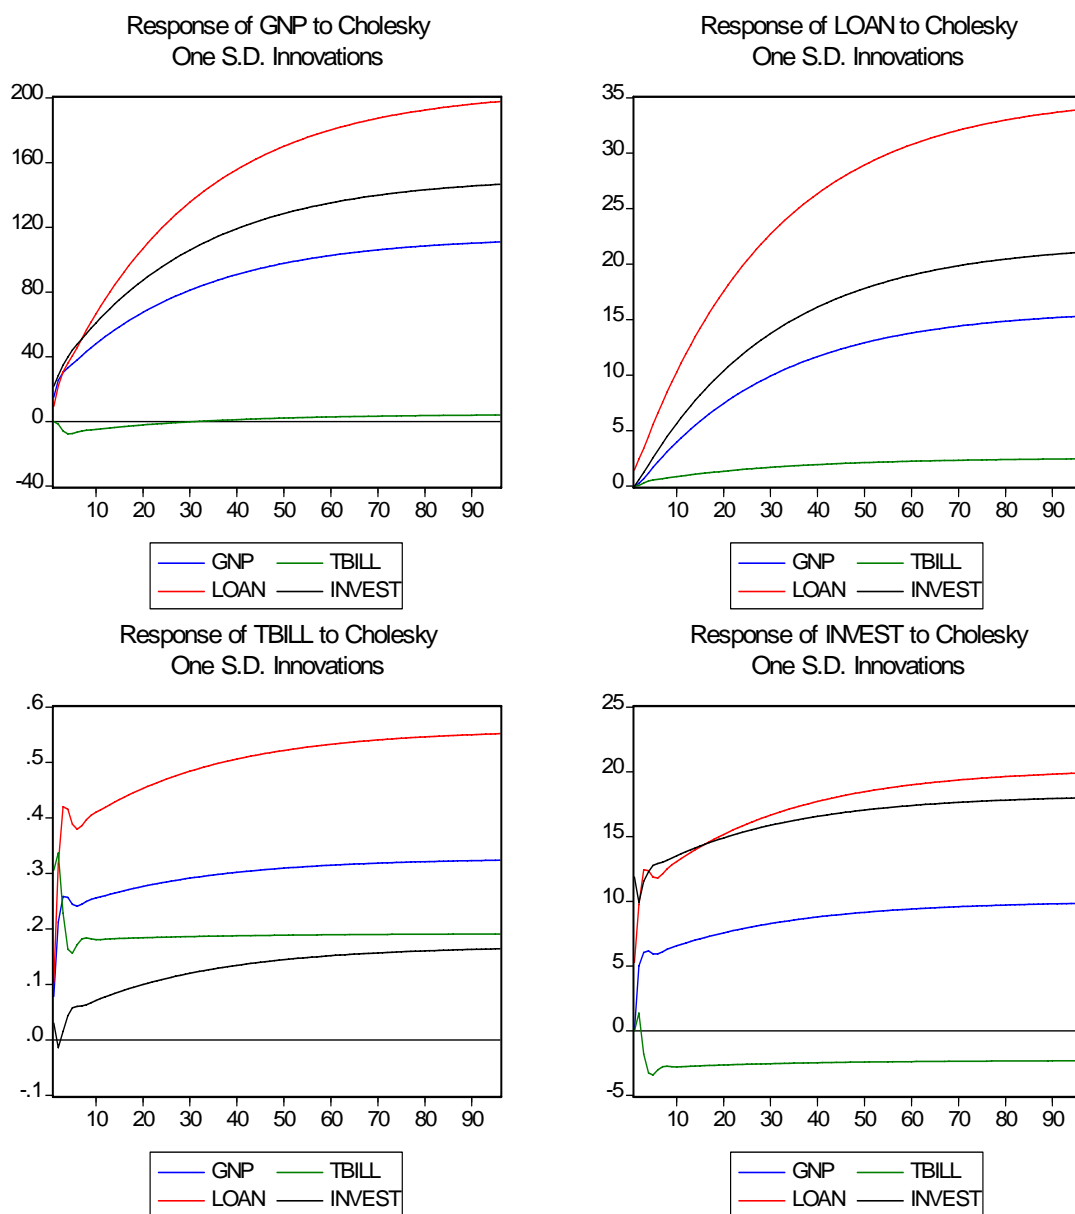 Response of GNP to Cholesky
One S.D. Innovations
200
160
120
80
40
0
-40
10 20 30 40 50 60 70 80 90
GNP TBILL
LOAN INVEST
Response of LOAN to Cholesky
One S.D. Innovations
35
30
25
20
15
10
5
0
10 20 30 40 50 60 70 80 90
GNP TBILL
LOAN INVEST
Response of TBILL to Cholesky
One S.D. Innovations
.6
.5
.4
.3
.2
.1
.0
-.1
10 20 30 40 50 60 70 80 90
GNP TBILL
LOAN INVEST
Response of INVEST to Cholesky
One S.D. Innovations
25
20
15
10
5
0
-5
10 20 30 40 50 60 70 80 90
GNP TBILL
LOAN INVEST